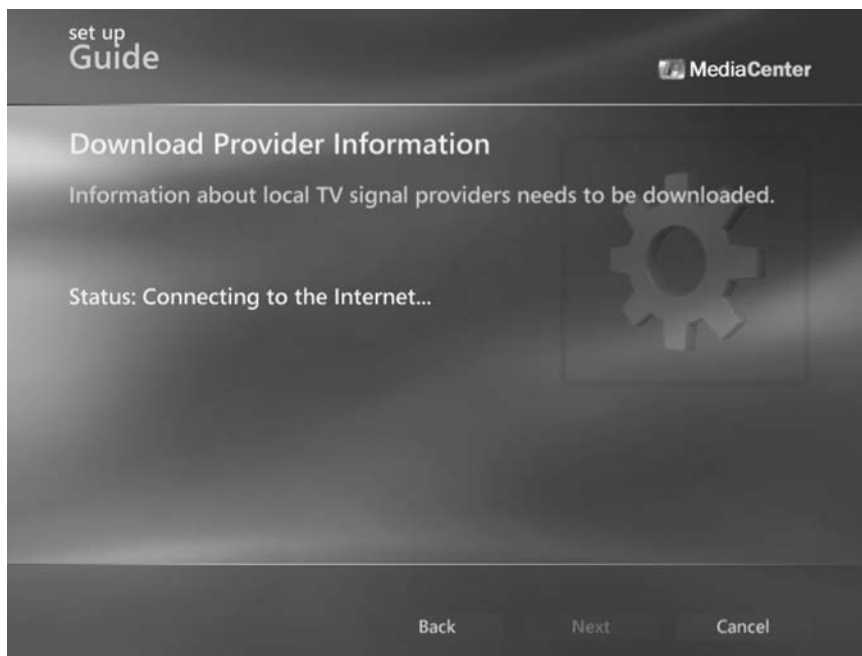 set up
Guide
MediaCenter
Download Provider Information
Information about local TV signal providers needs to be downloaded.
Status: Connecting to the Internet...
Back Next Cancel